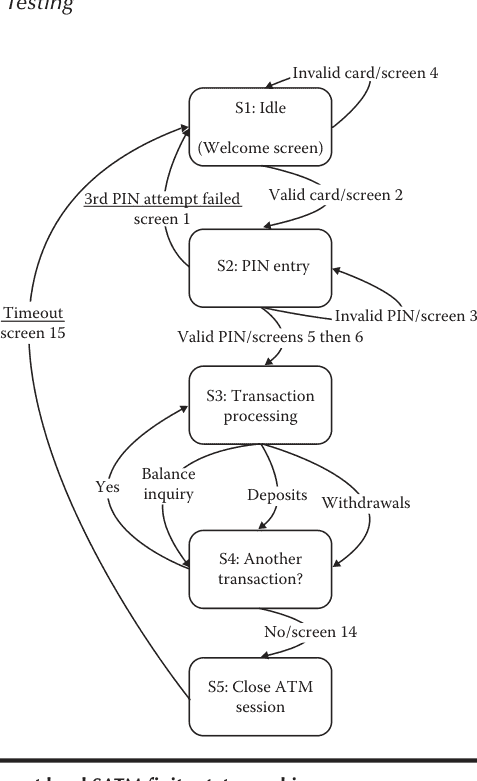 Testing
Invalid card/screen 4
S1: Idle
(Welcome screen)
3rd PIN attempt failed
screen 1
Valid card/screen 2
S2: PIN entry
Timeout
screen 15
Invalid PIN/screen 3
Valid PIN/screens 5 then 6
S3: Transaction
processing
Yes
Balance
inquiry
Deposits
Withdrawals
S4: Another
transaction?
No/screen 14
S5: Close ATM
session